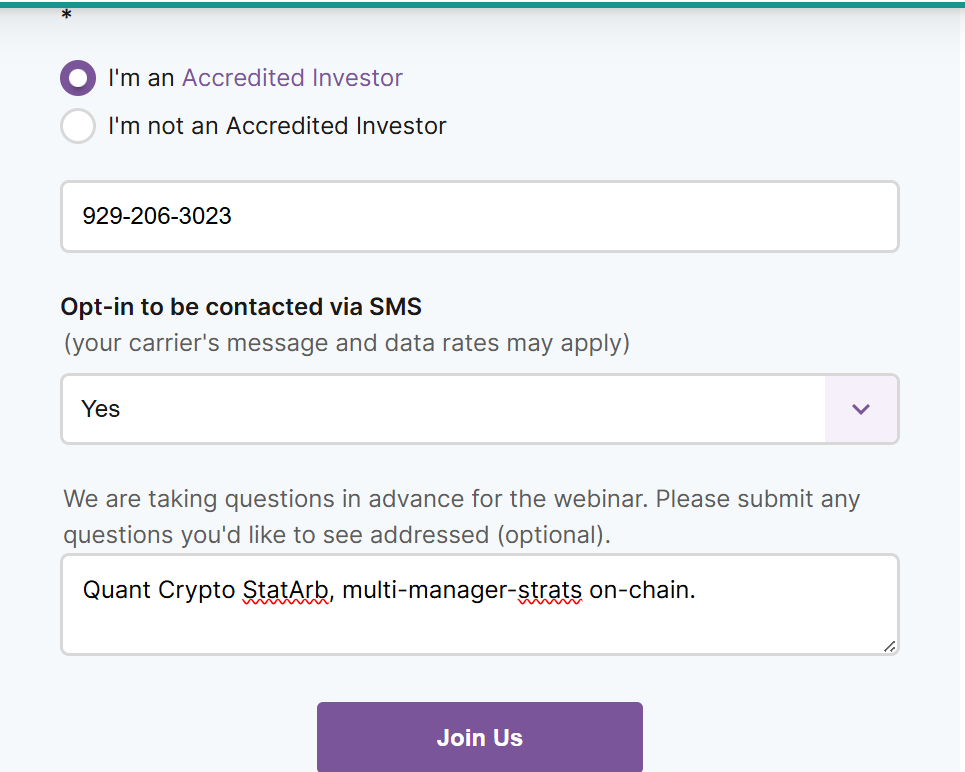 *
I'm an Accredited Investor
I'm not an Accredited Investor
929-206-3023
Opt-in to be contacted via SMS
(your carrier's message and data rates may apply)
Yes
We are taking questions in advance for the webinar. Please submit any
questions you'd like to see addressed (optional).
Quant Crypto StatArb, multi-manager-strats on-chain.
Join Us